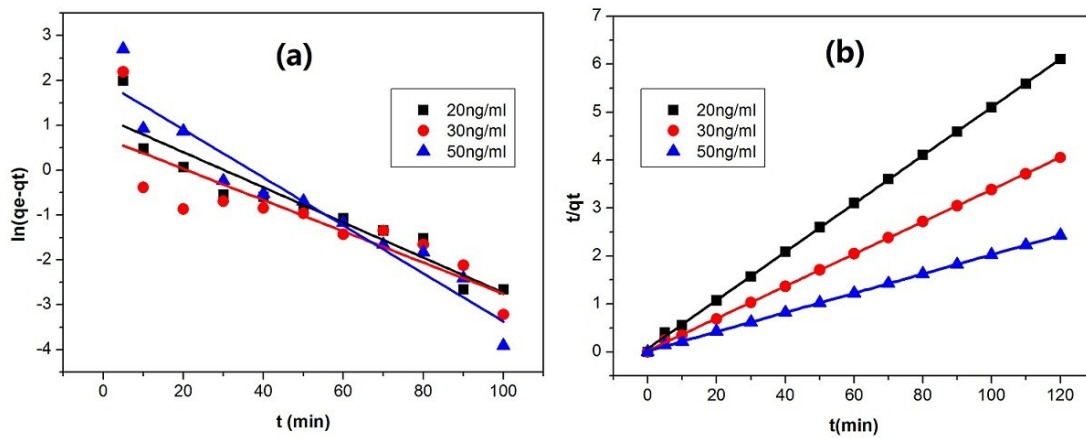 (a)
ln(qe-qt)
3
2
1
0
−1
−2
−3
−4
20ng/ml
30ng/ml
50ng/ml
0 20 40 60 80 100
t (min)
(b)
t/qt
7
6
5
4
3
2
1
0
20ng/ml
30ng/ml
50ng/ml
0 20 40 60 80 100 120
t(min)